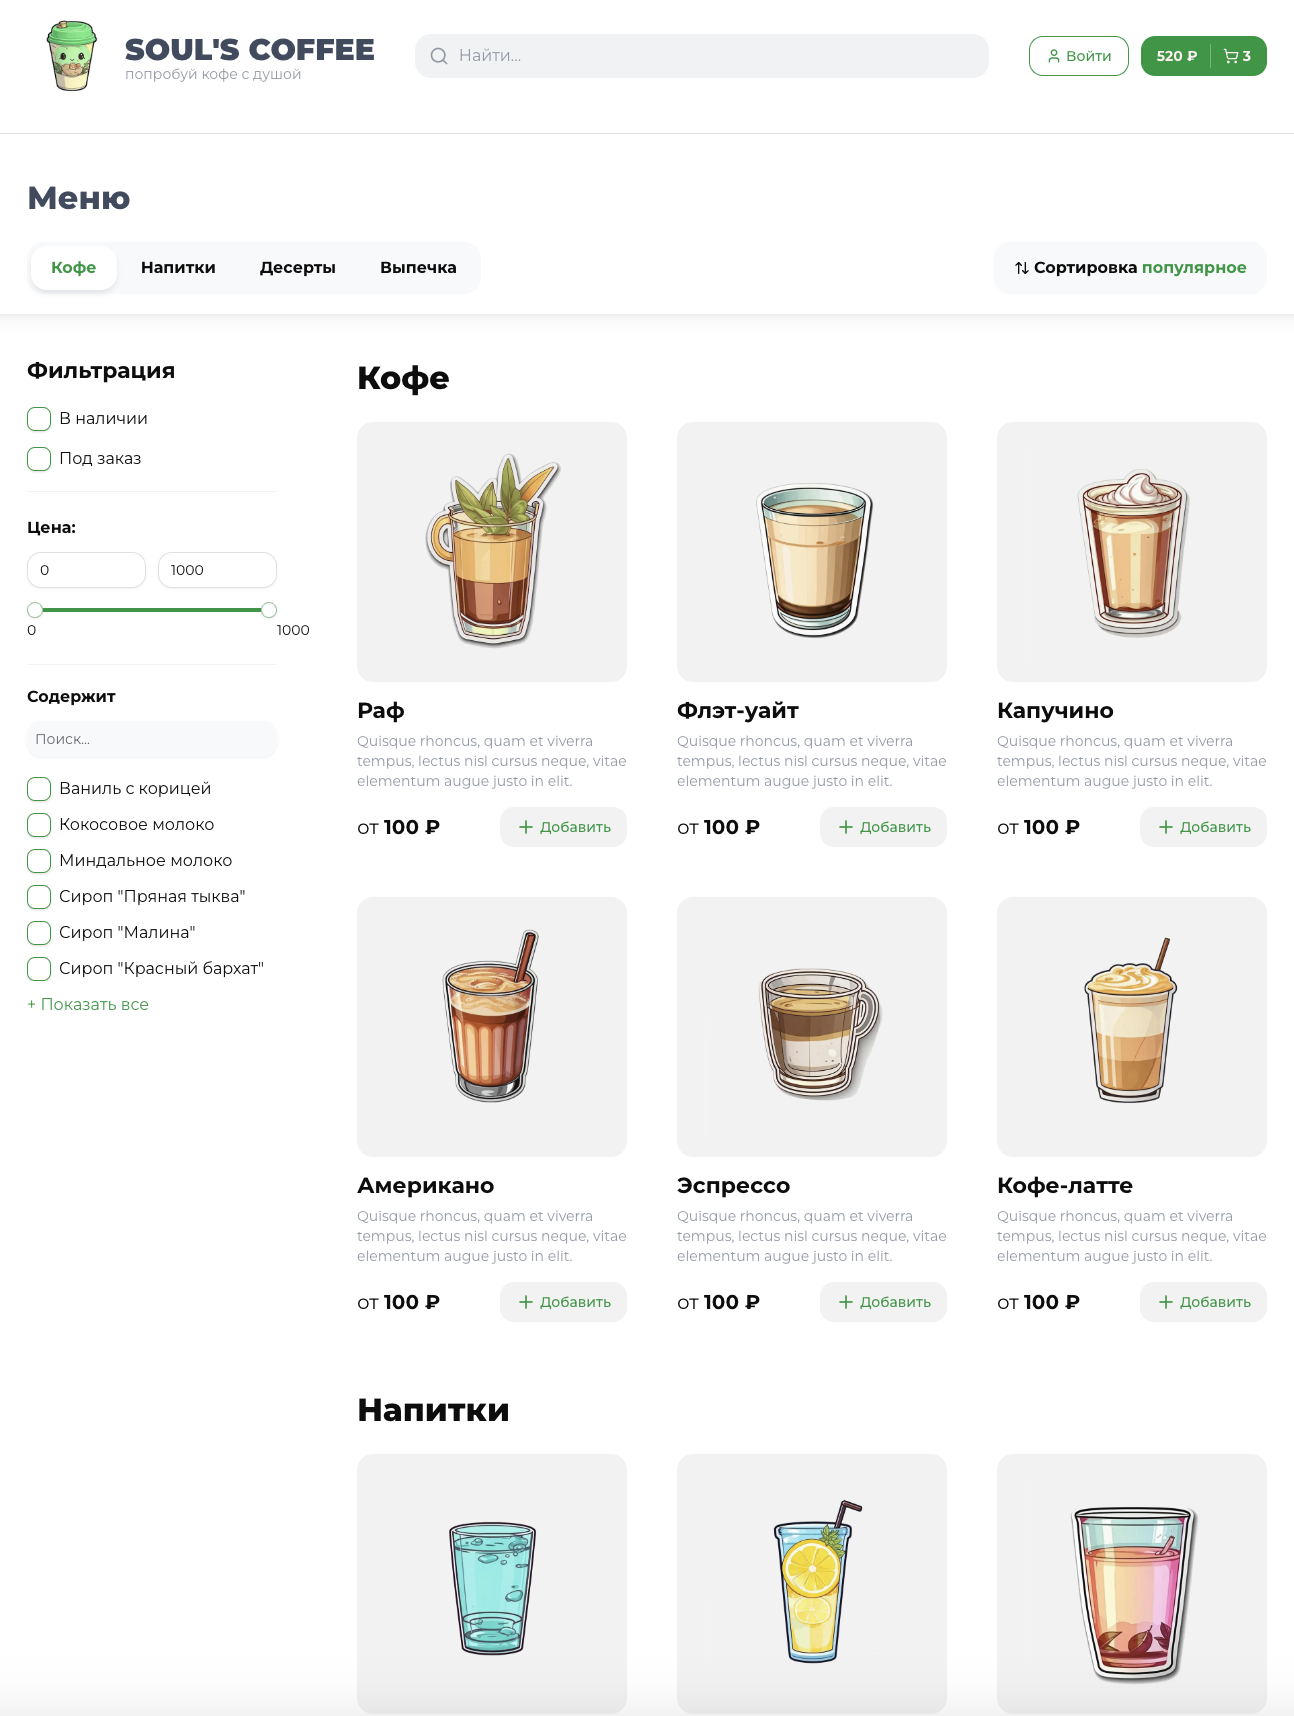 SOUL'S COFFEE
попробуй кофе с душой
Найти...
Войти
520 ₽
3
Меню
Кофе
Напитки
Десерты
Выпечка
Сортировка популярное
Фильтрация
В наличии
Под заказ
Цена:
0
1000
0
1000
Содержит
Поиск...
Ваниль с корицей
Кокосовое молоко
Миндальное молоко
Сироп "Пряная тыква"
Сироп "Малина"
Сироп "Красный бархат"
+ Показать все
Кофе
Раф
Quisque rhoncus, quam et viverra
tempus, lectus nisl cursus neque, vitae
elementum augue justo in elit.
от 100 ₽
Добавить
Флэт-уайт
Quisque rhoncus, quam et viverra
tempus, lectus nisl cursus neque, vitae
elementum augue justo in elit.
от 100 ₽
Добавить
Капучино
Quisque rhoncus, quam et viverra
tempus, lectus nisl cursus neque, vitae
elementum augue justo in elit.
от 100 ₽
Добавить
Американо
Quisque rhoncus, quam et viverra
tempus, lectus nisl cursus neque, vitae
elementum augue justo in elit.
от 100 ₽
Добавить
Эспрессо
Quisque rhoncus, quam et viverra
tempus, lectus nisl cursus neque, vitae
elementum augue justo in elit.
от 100 ₽
Добавить
Кофе-латте
Quisque rhoncus, quam et viverra
tempus, lectus nisl cursus neque, vitae
elementum augue justo in elit.
от 100 ₽
Добавить
Напитки